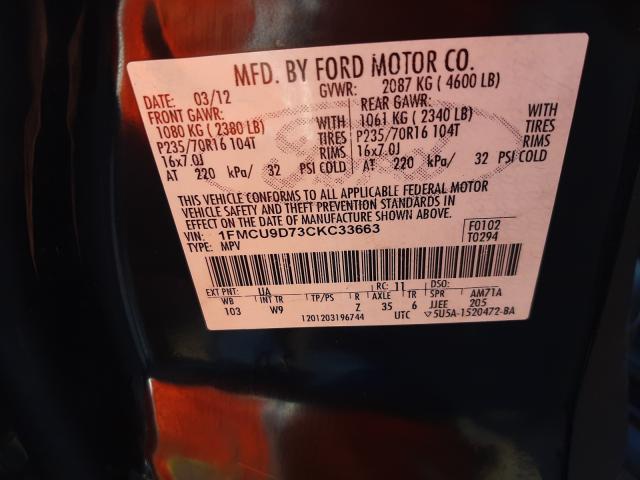 MFD. BY FORD MOTOR CO.
DATE: 03/12 GVWR: 2087 KG ( 4600 LB)
FRONT GAWR: REAR GAWR:
1080 KG ( 2380 LB) WITH 1061 KG ( 2340 LB) WITH
P235/70R16 104T TIRES P235/70R16 104T TIRES
16x7.0J RIMS 16x7.0J RIMS
AT 220 kPa/ 32 PSI COLD AT 220 kPa/ 32 PSI COLD
THIS VEHICLE CONFORMS TO ALL APPLICABLE FEDERAL MOTOR
VEHICLE SAFETY AND THEFT PREVENTION STANDARDS IN
EFFECT ON THE DATE OF MANUFACTURE SHOWN ABOVE.
VIN: 1FMCU9D73CKC33663 F0102
TYPE: MPV T0294
EXT PNT: UA RC: 11 DSO:
WB INT TR TP/PS R AXLE TR SPR AM71A
103 W9 Z 35 6 JJEE 205
1201203196744 UTC ▽5U5A-1520472-BA